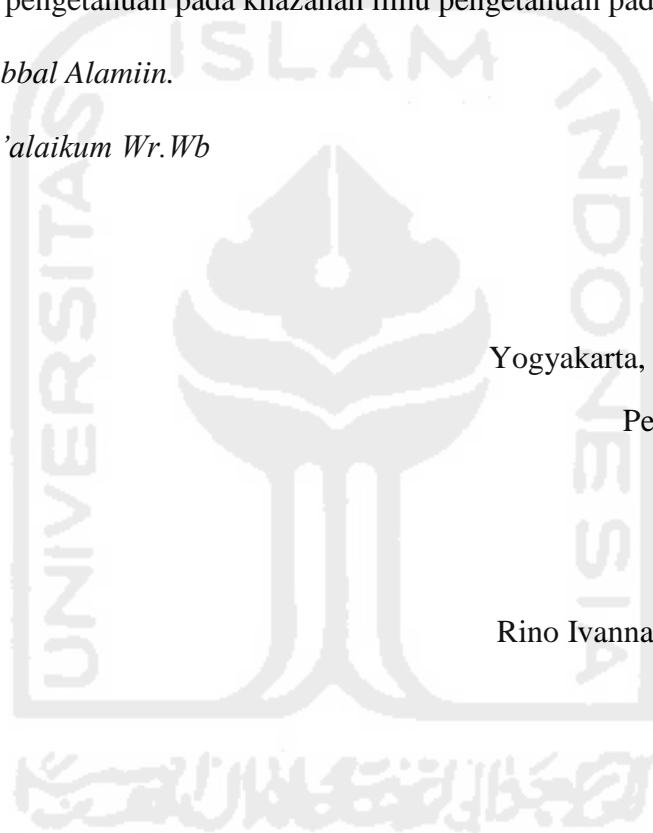 pengetahuan pada khazanah ilmu pengetahuan pad
bbal Alamiin.
'alaikum Wr.Wb
Yogyakarta,
Pe
Rino Ivanna
UNIVERSITAS
ISLAM
INDONESIA